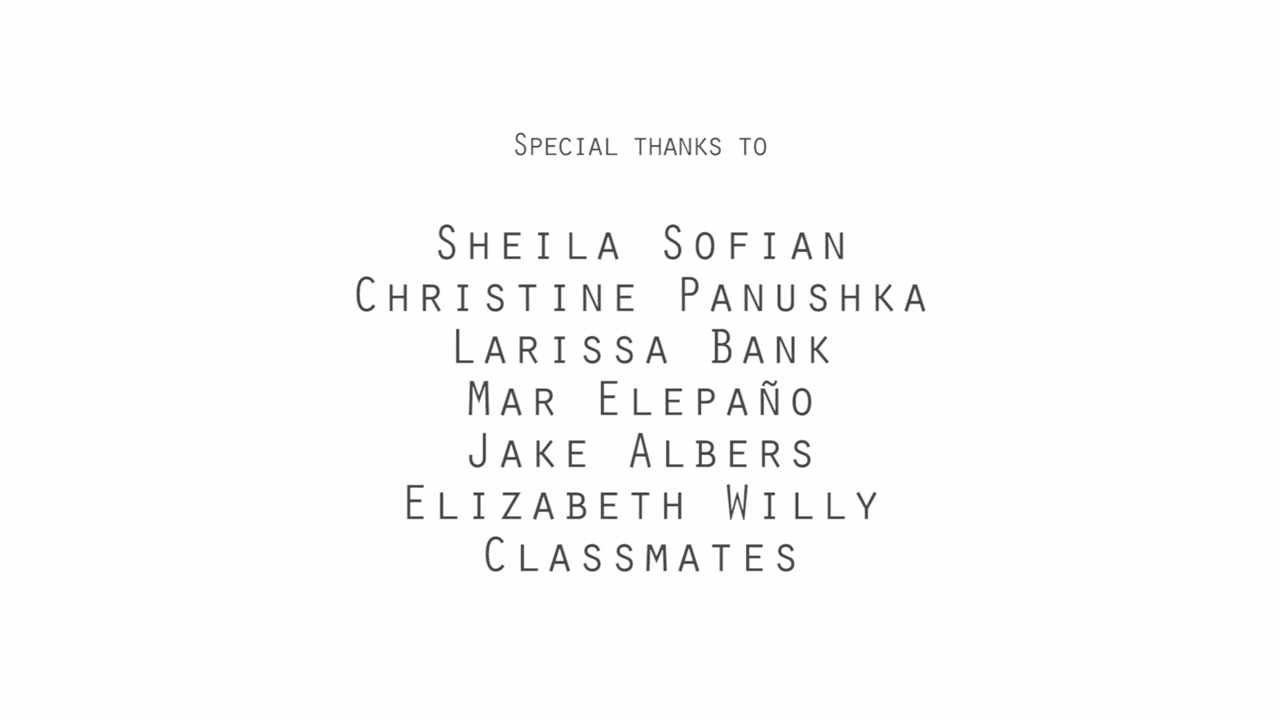 Special thanks to
Sheila Sofian
Christine Panushka
Larissa Bank
Mar Elepaño
Jake Albers
Elizabeth Willy
Classmates